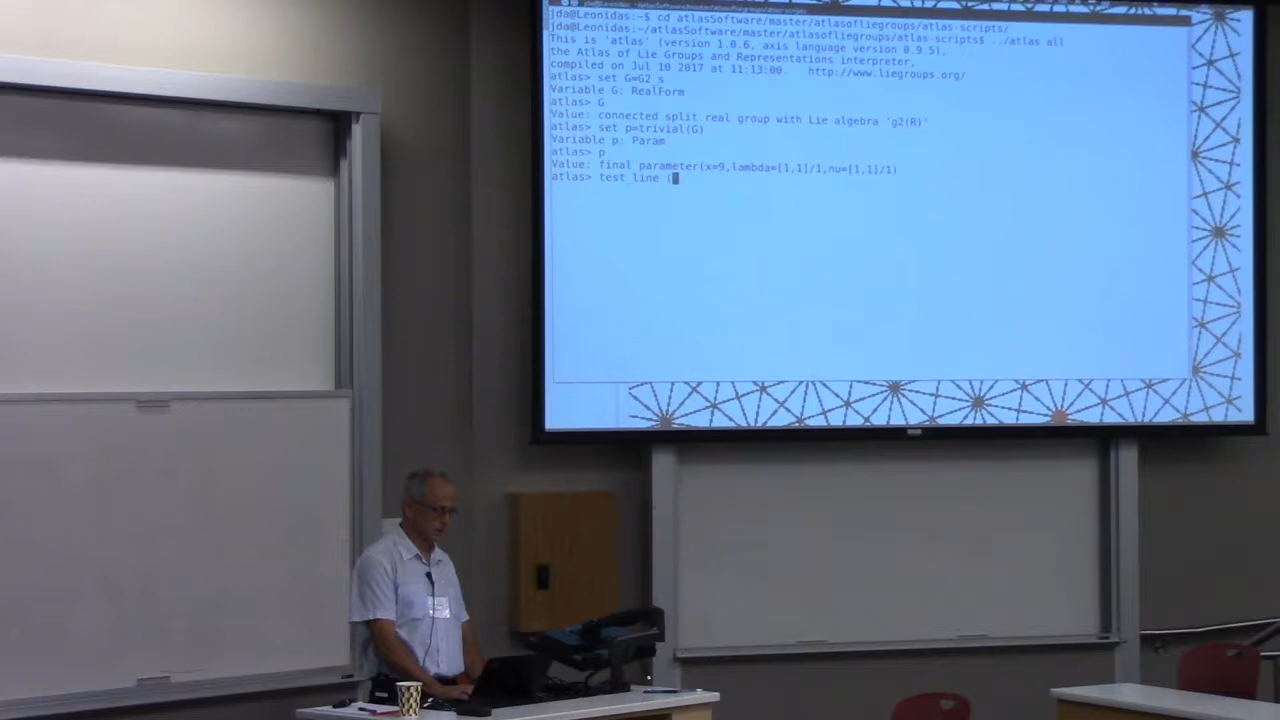 jda@Leonidas:~$ cd atlasSoftware/master/atlasofliegroups/atlas-scripts/
jda@Leonidas:~/atlasSoftware/master/atlasofliegroups/atlas-scripts$ ../atlas all
This is 'atlas' (version 1.0.6, axis language version 0.9.5),
the Atlas of Lie Groups and Representations interpreter,
compiled on Jul 10 2017 at 11:13:00. http://www.liegroups.org/
atlas> set G=G2_s
Variable G: RealForm
atlas> G
Value: connected split real group with Lie algebra 'g2(R)'
atlas> set p=trivial(G)
Variable p: Param
atlas> p
Value: final parameter(x=9,lambda=[1,1]/1,nu=[1,1]/1)
atlas> test_line (